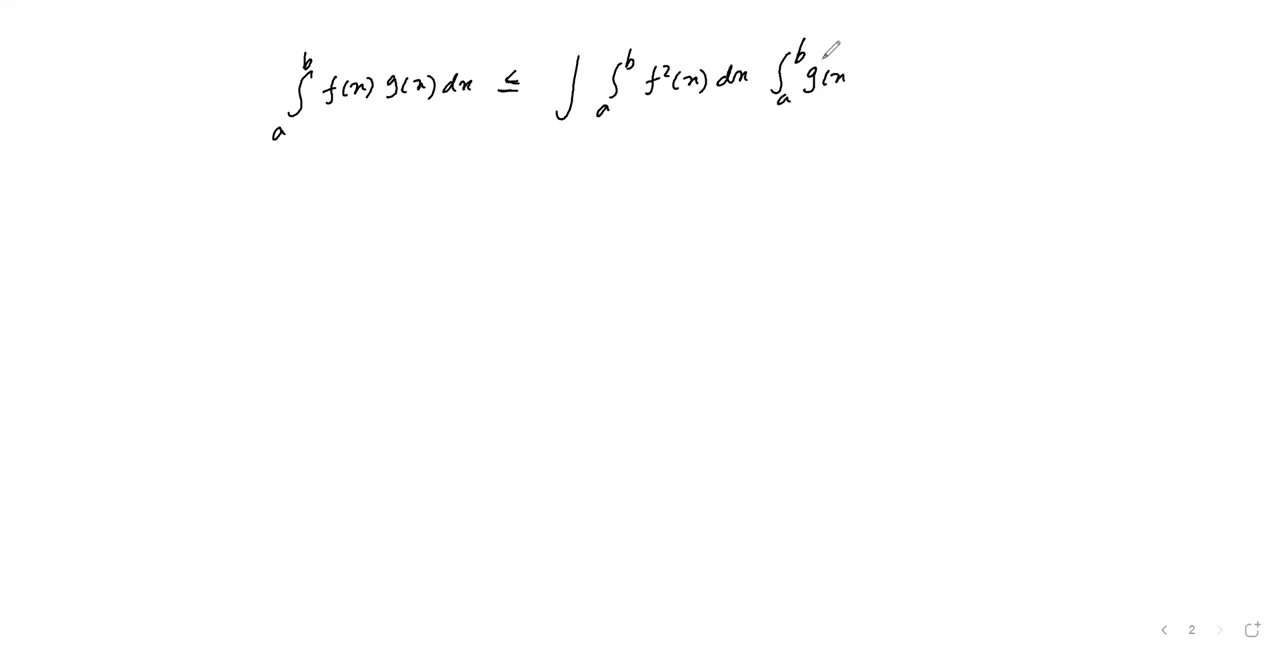 ∫_a^b f(x) g(x) dx ≤ ∫ ∫_a^b f²(x) dx ∫_a^b g(x
2